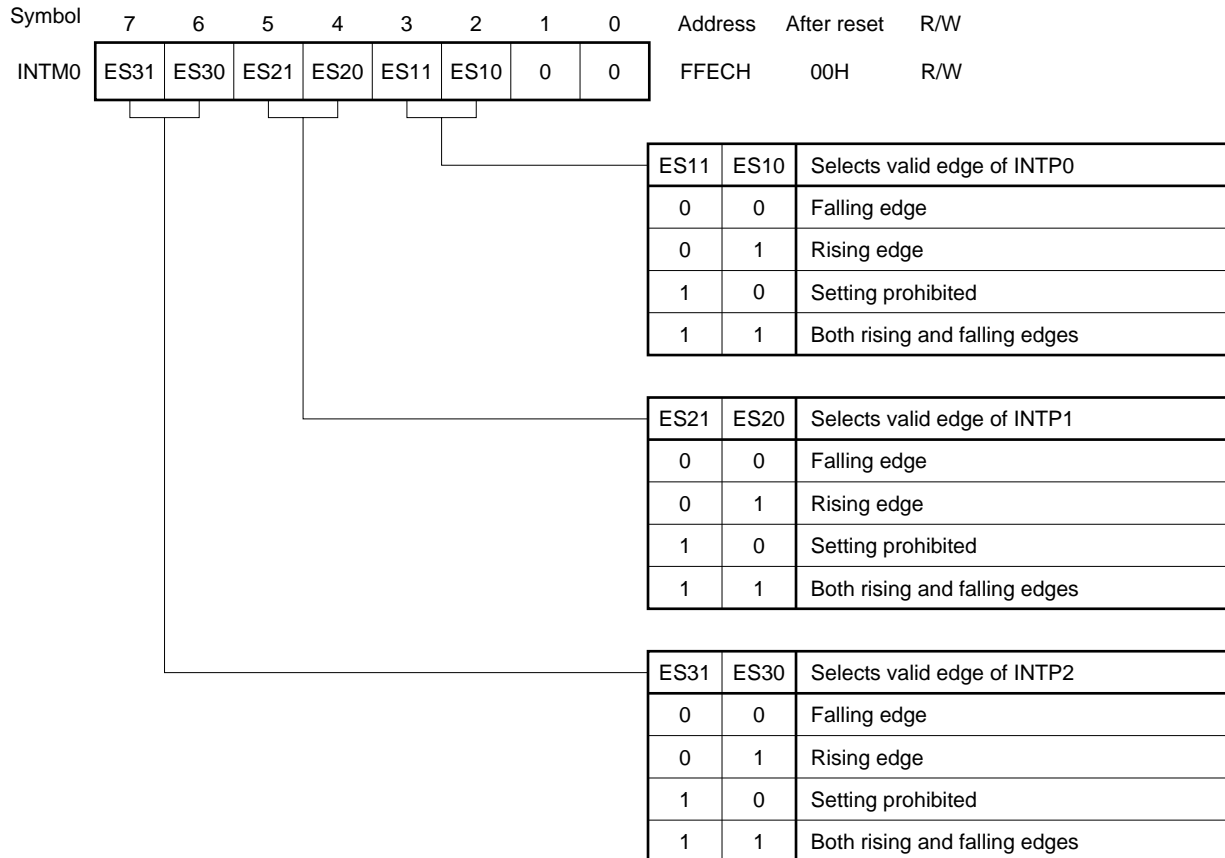 Symbol 7 6 5 4 3 2 1 0 Address After reset R/W
INTM0 ES31 ES30 ES21 ES20 ES11 ES10 0 0 FFECH 00H R/W
ES11 ES10 Selects valid edge of INTP0
0 0 Falling edge
0 1 Rising edge
1 0 Setting prohibited
1 1 Both rising and falling edges
ES21 ES20 Selects valid edge of INTP1
0 0 Falling edge
0 1 Rising edge
1 0 Setting prohibited
1 1 Both rising and falling edges
ES31 ES30 Selects valid edge of INTP2
0 0 Falling edge
0 1 Rising edge
1 0 Setting prohibited
1 1 Both rising and falling edges